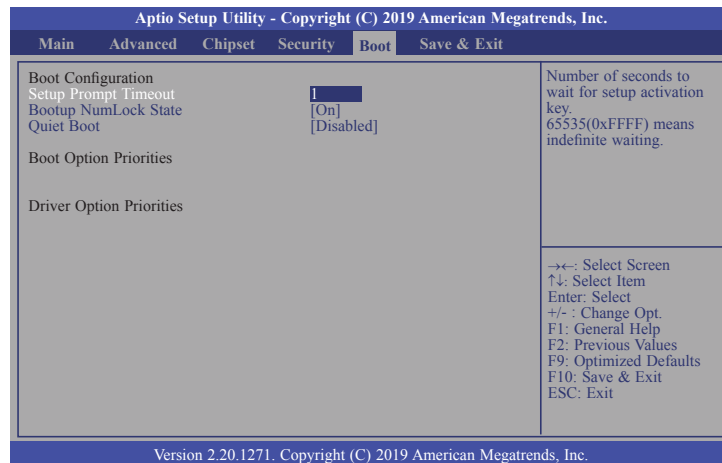 Aptio Setup Utility - Copyright (C) 2019 American Megatrends, Inc.
Main Advanced Chipset Security Boot Save & Exit
Boot Configuration
Setup Prompt Timeout 1
Bootup NumLock State [On]
Quiet Boot [Disabled]
Boot Option Priorities
Driver Option Priorities
Number of seconds to
wait for setup activation
key.
65535(0xFFFF) means
indefinite waiting.
→←: Select Screen
↑↓: Select Item
Enter: Select
+/- : Change Opt.
F1: General Help
F2: Previous Values
F9: Optimized Defaults
F10: Save & Exit
ESC: Exit
Version 2.20.1271. Copyright (C) 2019 American Megatrends, Inc.